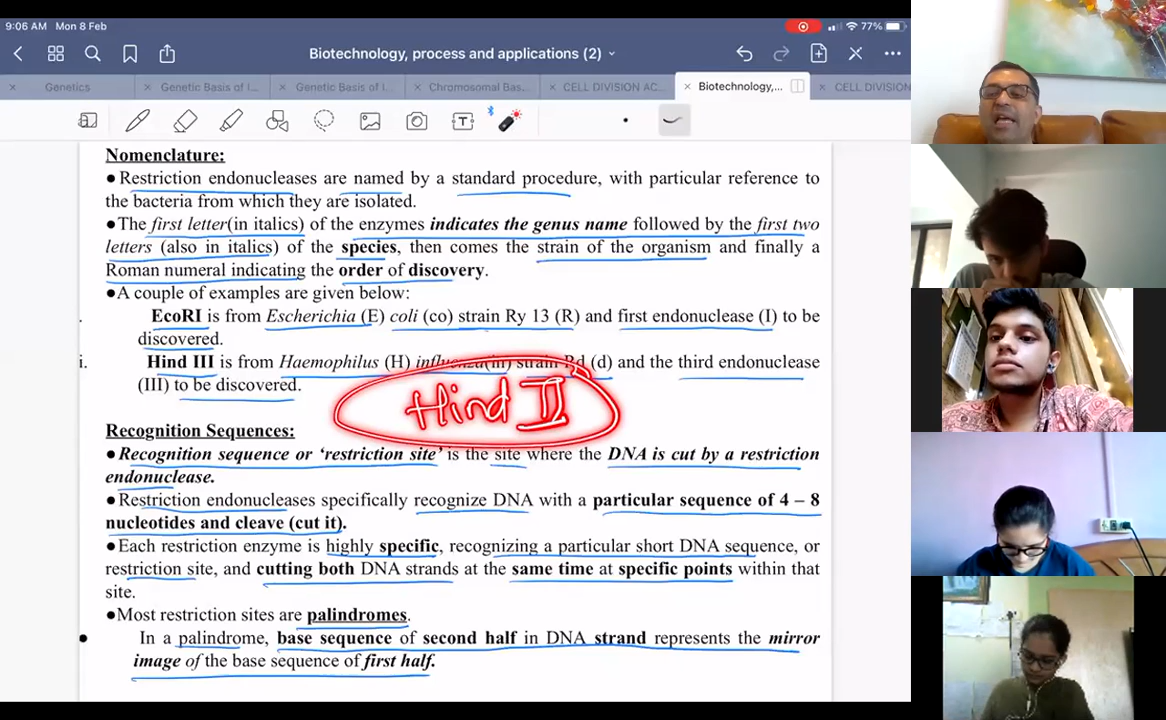 9:06 AM Mon 8 Feb
77%
Biotechnology, process and applications (2)
Genetics
Genetic Basis of I...
Genetic Basis of I...
Chromosomal Bas...
CELL DIVISION AC...
Biotechnology,...
CELL DIVISION
Nomenclature:
●Restriction endonucleases are named by a standard procedure, with particular reference to
the bacteria from which they are isolated.
●The first letter(in italics) of the enzymes indicates the genus name followed by the first two
letters (also in italics) of the species, then comes the strain of the organism and finally a
Roman numeral indicating the order of discovery.
●A couple of examples are given below:
. EcoRI is from Escherichia (E) coli (co) strain Ry 13 (R) and first endonuclease (I) to be
discovered.
i. Hind III is from Haemophilus (H) influenza(in) strain Rd (d) and the third endonuclease
(III) to be discovered.
Hind II
Recognition Sequences:
●Recognition sequence or ‘restriction site’ is the site where the DNA is cut by a restriction
endonuclease.
●Restriction endonucleases specifically recognize DNA with a particular sequence of 4 – 8
nucleotides and cleave (cut it).
●Each restriction enzyme is highly specific, recognizing a particular short DNA sequence, or
restriction site, and cutting both DNA strands at the same time at specific points within that
site.
●Most restriction sites are palindromes.
● In a palindrome, base sequence of second half in DNA strand represents the mirror
image of the base sequence of first half.